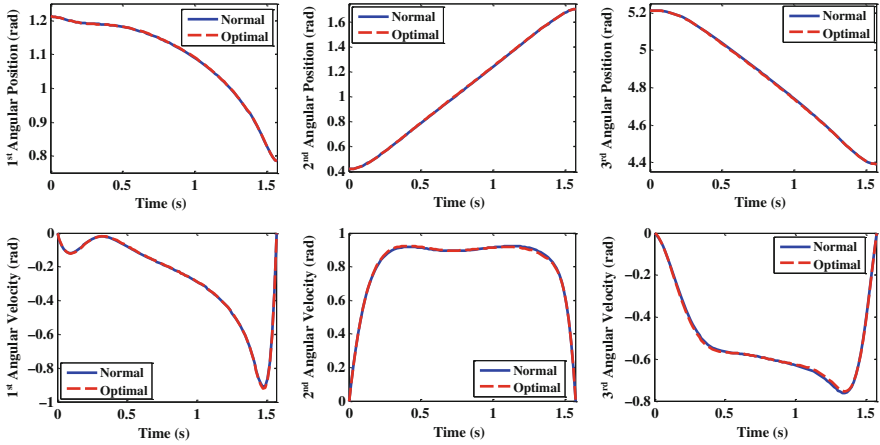 1.2
1.1
1
0.9
0.8
0
0.5
1
1.5
Time (s)
1st Angular Position (rad)
Normal
Optimal
1.6
1.4
1.2
1
0.8
0.6
0.4
0
0.5
1
1.5
Time (s)
2nd Angular Position (rad)
Normal
Optimal
5.2
5
4.8
4.6
4.4
0
0.5
1
1.5
Time (s)
3rd Angular Position (rad)
Normal
Optimal
0
−0.2
−0.4
−0.6
−0.8
−1
0
0.5
1
1.5
Time (s)
1st Angular Velocity (rad)
Normal
Optimal
1
0.8
0.6
0.4
0.2
0
0
0.5
1
1.5
Time (s)
2nd Angular Velocity (rad)
Normal
Optimal
0
−0.2
−0.4
−0.6
−0.8
0
0.5
1
1.5
Time (s)
3rd Angular Velocity (rad)
Normal
Optimal